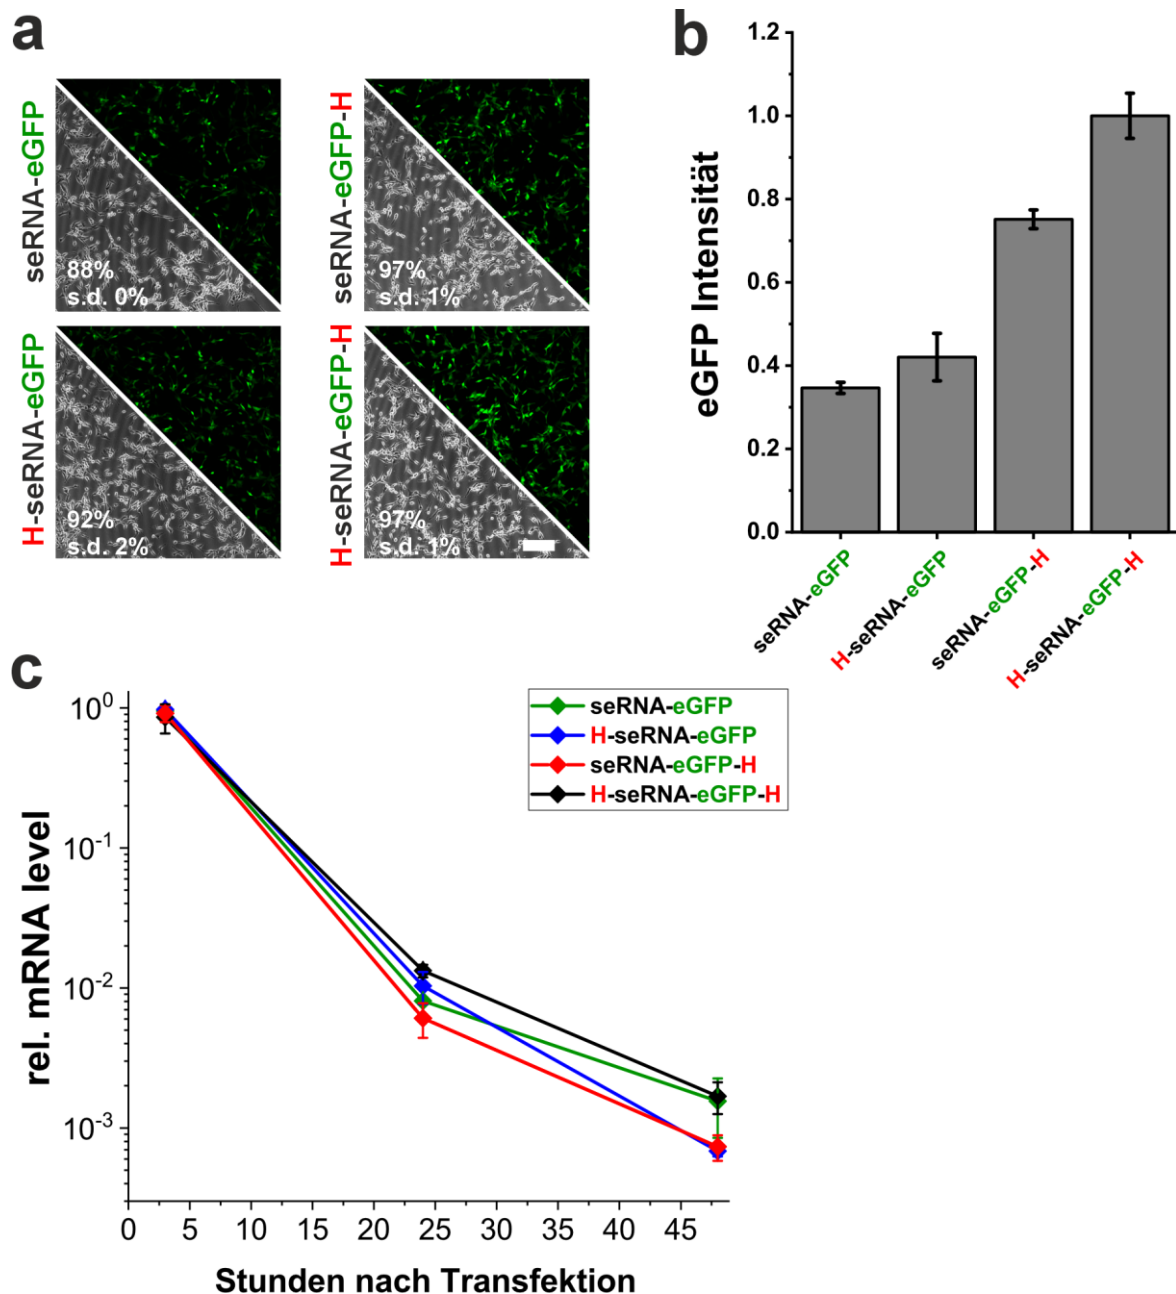 a
seRNA-eGFP
88%
s.d. 0%
seRNA-eGFP-H
97%
s.d. 1%
H-seRNA-eGFP
92%
s.d. 2%
H-seRNA-eGFP-H
97%
s.d. 1%
b
eGFP Intensität
1.2
1.0
0.8
0.6
0.4
0.2
0.0
seRNA-eGFP
H-seRNA-eGFP
seRNA-eGFP-H
H-seRNA-eGFP-H
c
rel. mRNA level
10⁰
10⁻¹
10⁻²
10⁻³
seRNA-eGFP
H-seRNA-eGFP
seRNA-eGFP-H
H-seRNA-eGFP-H
0 5 10 15 20 25 30 35 40 45
Stunden nach Transfektion